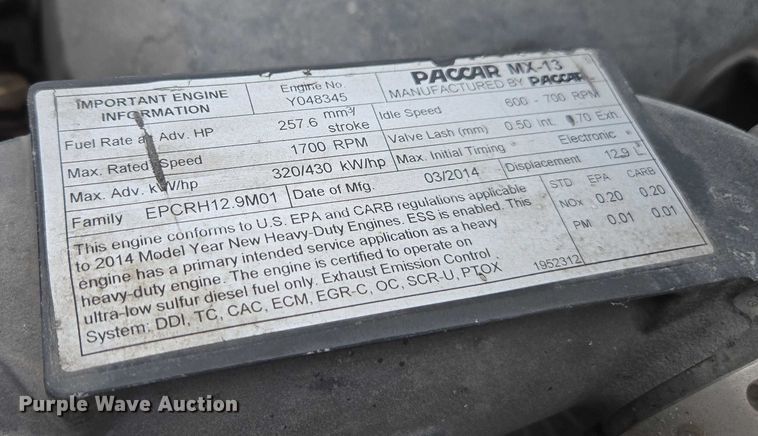 IMPORTANT ENGINE INFORMATION
Engine No. Y048345
PACCAR MX-13
MANUFACTURED BY PACCAR
Fuel Rate at Adv. HP 257.6 mm³/stroke
Idle Speed 600 - 700 RPM
Max. Rated Speed 1700 RPM
Valve Lash (mm) 0.50 Int. 0.70 Exh.
Max. Adv. kW/hp 320/430 kW/hp
Max. Initial Timing Electronic
Family EPCRH12.9M01
Date of Mfg. 03/2014
Displacement 12.9 L
This engine conforms to U.S. EPA and CARB regulations applicable
to 2014 Model Year New Heavy-Duty Engines. ESS is enabled. This
engine has a primary intended service application as a heavy
heavy-duty engine. The engine is certified to operate on
ultra-low sulfur diesel fuel only. Exhaust Emission Control
System; DDI, TC, CAC, ECM, EGR-C, OC, SCR-U, PTOX
STD EPA CARB
NOx 0.20 0.20
PM 0.01 0.01
1952312
Purple Wave Auction